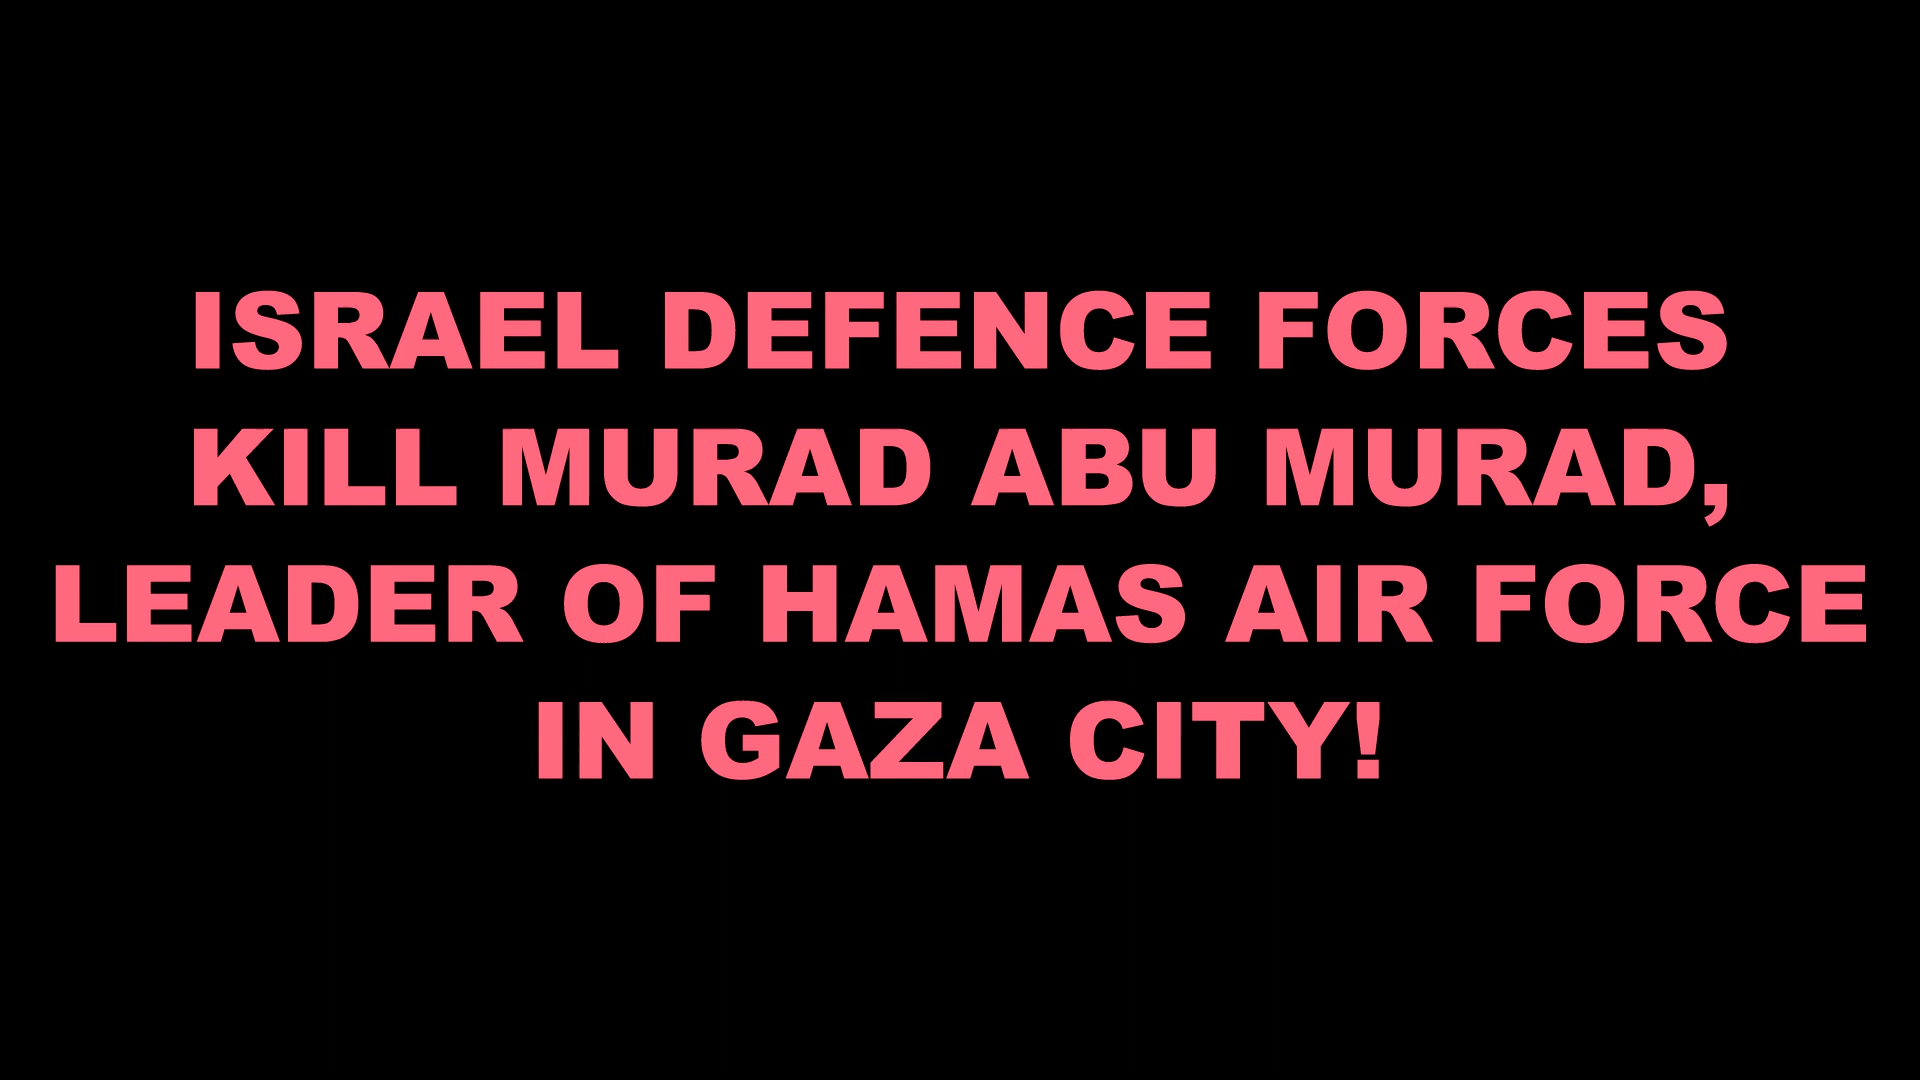 ISRAEL DEFENCE FORCES
KILL MURAD ABU MURAD,
LEADER OF HAMAS AIR FORCE
IN GAZA CITY!